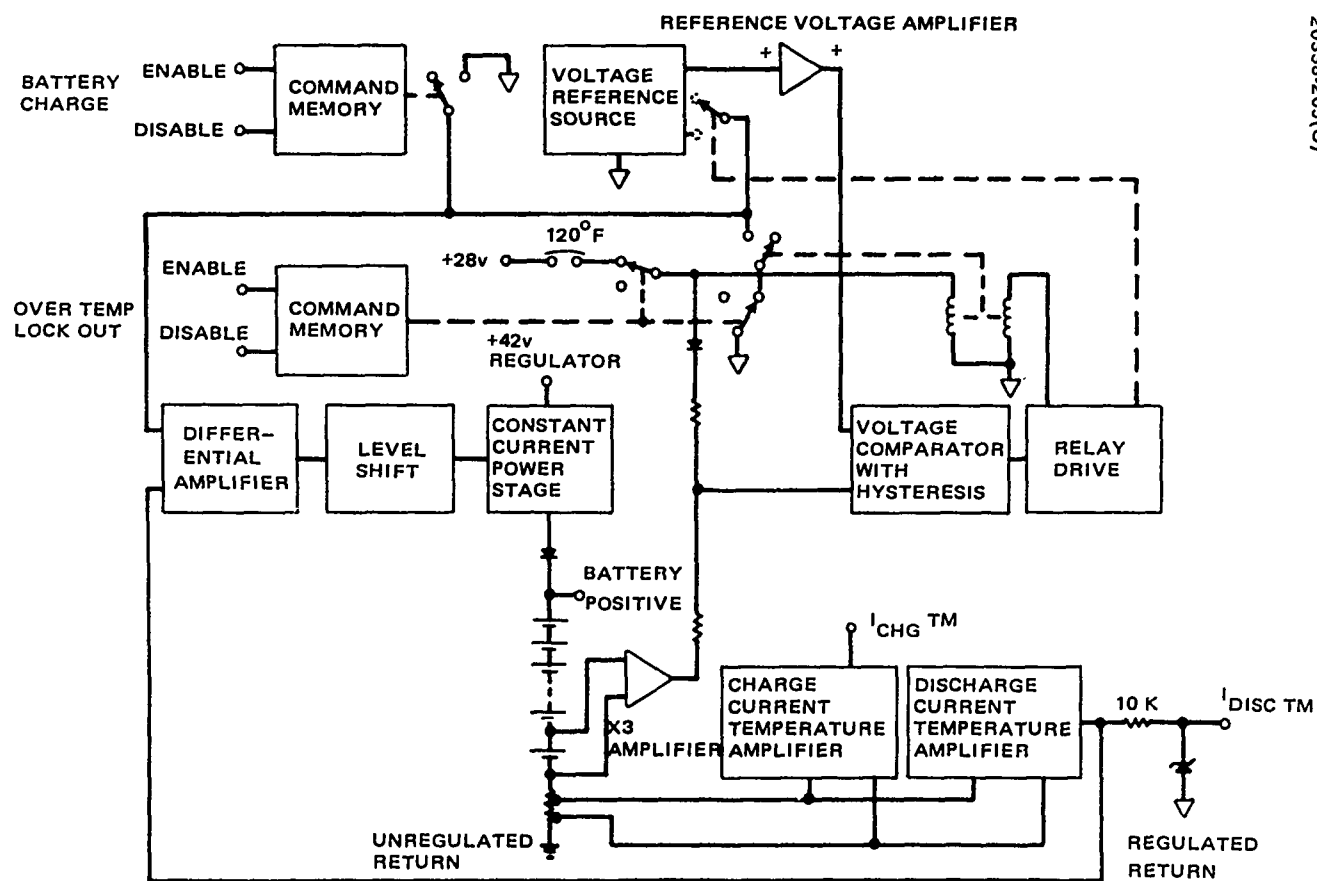 REFERENCE VOLTAGE AMPLIFIER
BATTERY
CHARGE
ENABLE
DISABLE
COMMAND
MEMORY
VOLTAGE
REFERENCE
SOURCE
+
+
120°F
+28v
OVER TEMP
LOCK OUT
ENABLE
DISABLE
COMMAND
MEMORY
+42v
REGULATOR
DIFFER-
ENTIAL
AMPLIFIER
LEVEL
SHIFT
CONSTANT
CURRENT
POWER
STAGE
VOLTAGE
COMPARATOR
WITH
HYSTERESIS
RELAY
DRIVE
BATTERY
POSITIVE
X3
AMPLIFIER
I CHG TM
CHARGE
CURRENT
TEMPERATURE
AMPLIFIER
DISCHARGE
CURRENT
TEMPERATURE
AMPLIFIER
10 K
I DISC TM
UNREGULATED
RETURN
REGULATED
RETURN